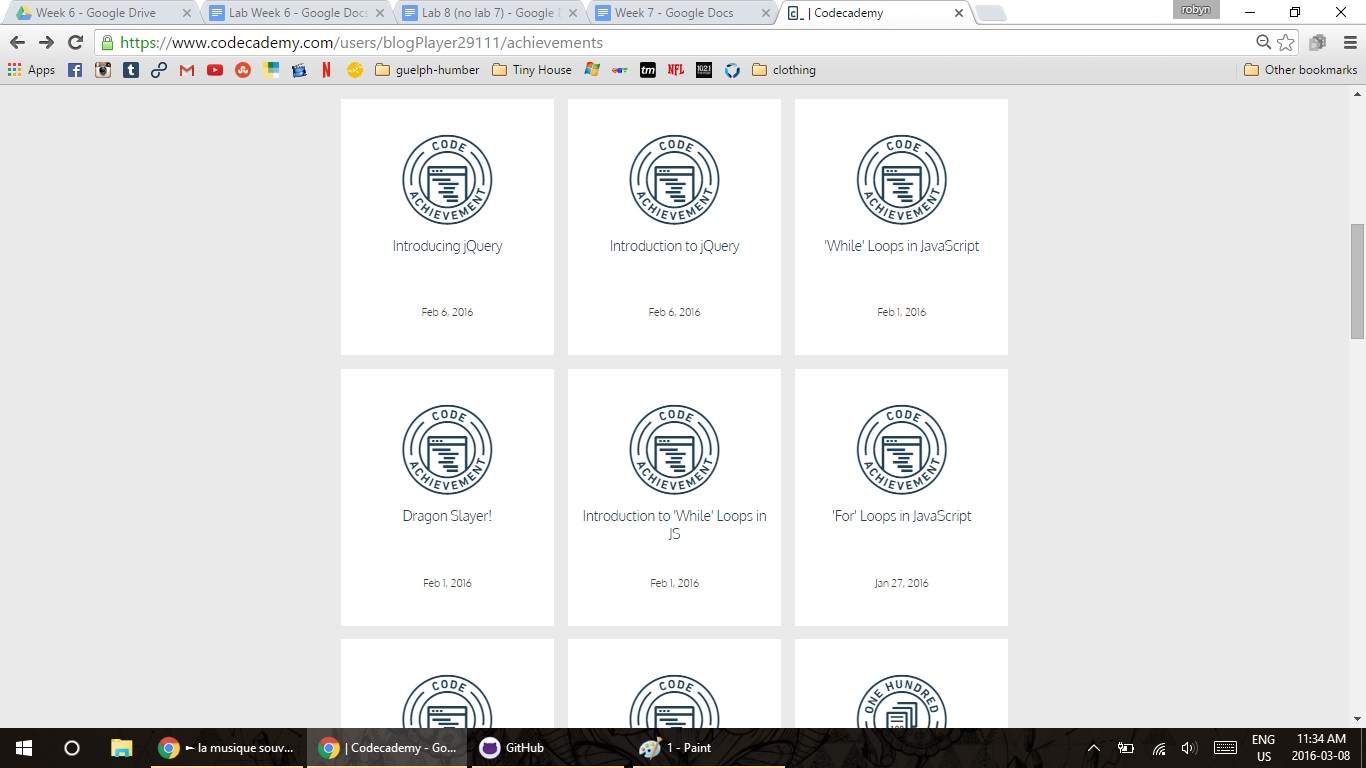 Week 6 - Google Drive
Lab Week 6 - Google Docs
Lab 8 (no lab 7) - Google D
Week 7 - Google Docs
| Codecademy
robyn
https://www.codecademy.com/users/blogPlayer29111/achievements
Apps
guelph-humber
Tiny House
tm
NFL
102.1
clothing
Other bookmarks
CODE
ACHIEVEMENT
Introducing jQuery
Feb 6, 2016
CODE
ACHIEVEMENT
Introduction to jQuery
Feb 6, 2016
CODE
ACHIEVEMENT
'While' Loops in JavaScript
Feb 1, 2016
CODE
ACHIEVEMENT
Dragon Slayer!
Feb 1, 2016
CODE
ACHIEVEMENT
Introduction to 'While' Loops in
JS
Feb 1, 2016
CODE
ACHIEVEMENT
'For' Loops in JavaScript
Jan 27, 2016
CODE
CODE
ONE HUNDRED
la musique souv...
| Codecademy - Go...
GitHub
1 - Paint
ENG
US
11:34 AM
2016-03-08